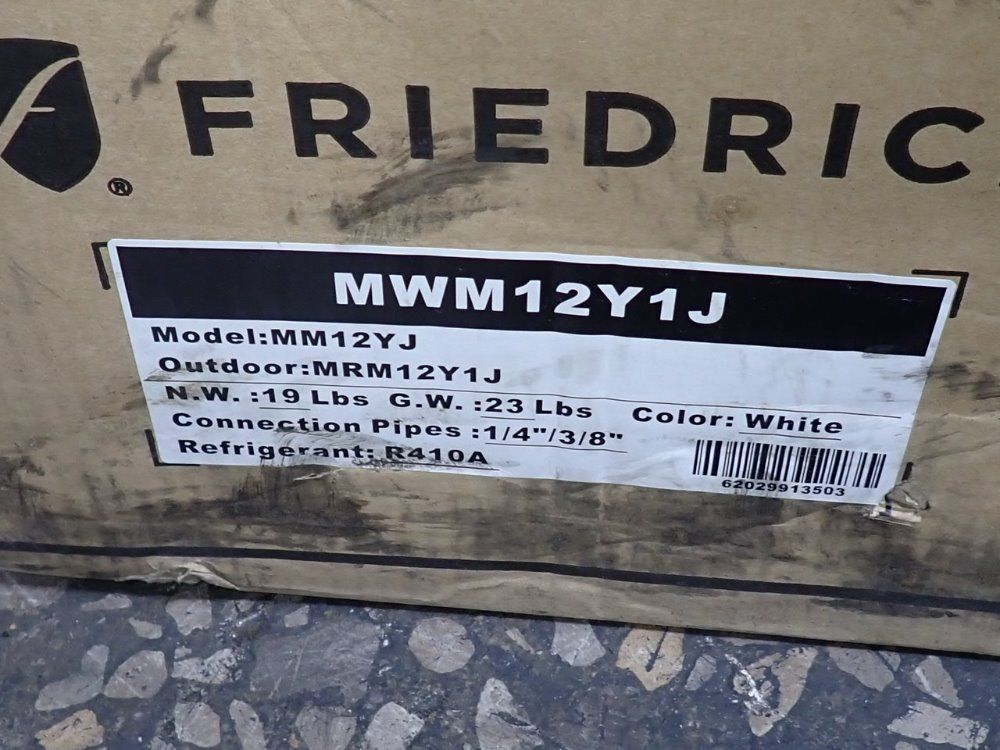 FRIEDRIC
®
MWM12Y1J
Model:MM12YJ
Outdoor:MRM12Y1J
N.W. :19 Lbs G.W. :23 Lbs Color: White
Connection Pipes :1/4"/3/8"
Refrigerant: R410A
62029913503